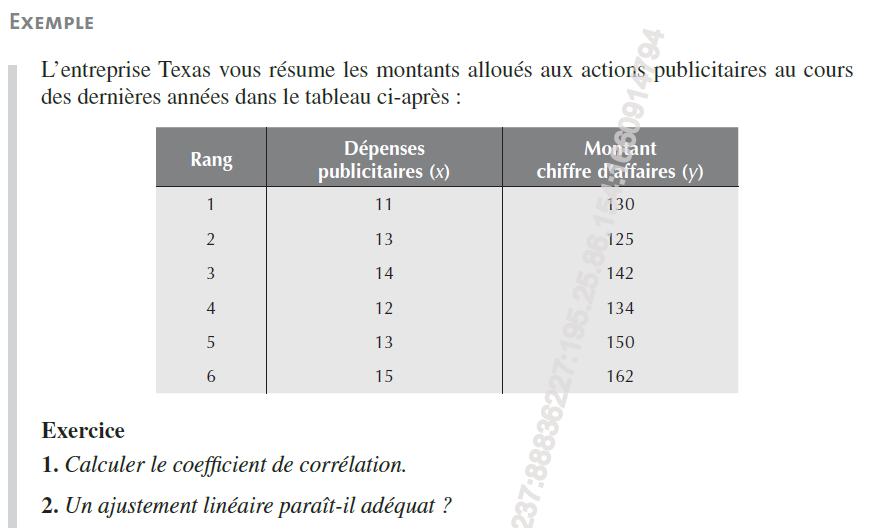 EXEMPLE
L'entreprise Texas vous résume les montants alloués aux actions publicitaires au cours
des dernières années dans le tableau ci-après :
Rang Dépenses publicitaires (x) Montant chiffre d'affaires (y)
1 11 130
2 13 125
3 14 142
4 12 134
5 13 150
6 15 162
Exercice
1. Calculer le coefficient de corrélation.
2. Un ajustement linéaire paraît-il adéquat ?